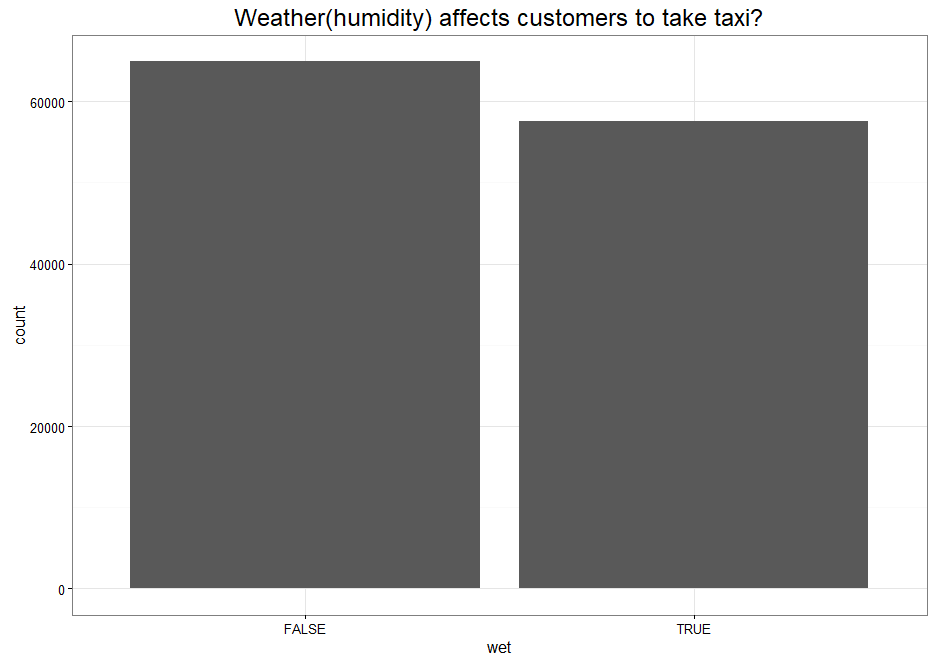 Weather(humidity) affects customers to take taxi?
60000
40000
20000
0
count
FALSE TRUE
wet